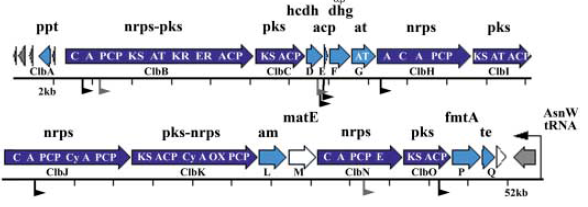 hcdh dhg
ppt nrps-pks pks acp at nrps pks
C A PCP KS AT KR ER ACP KS ACP AT A C A PCP KS AT ACP
ClbA ClbB ClbC D E F G ClbH ClbI
2kb
matE fmtA AsnW
nrps pks-nrps am nrps pks te tRNA
C A PCP Cy A PCP KS ACP Cy A OX PCP C A PCP E KS ACP
ClbJ ClbK L M ClbN ClbO P Q
52kb